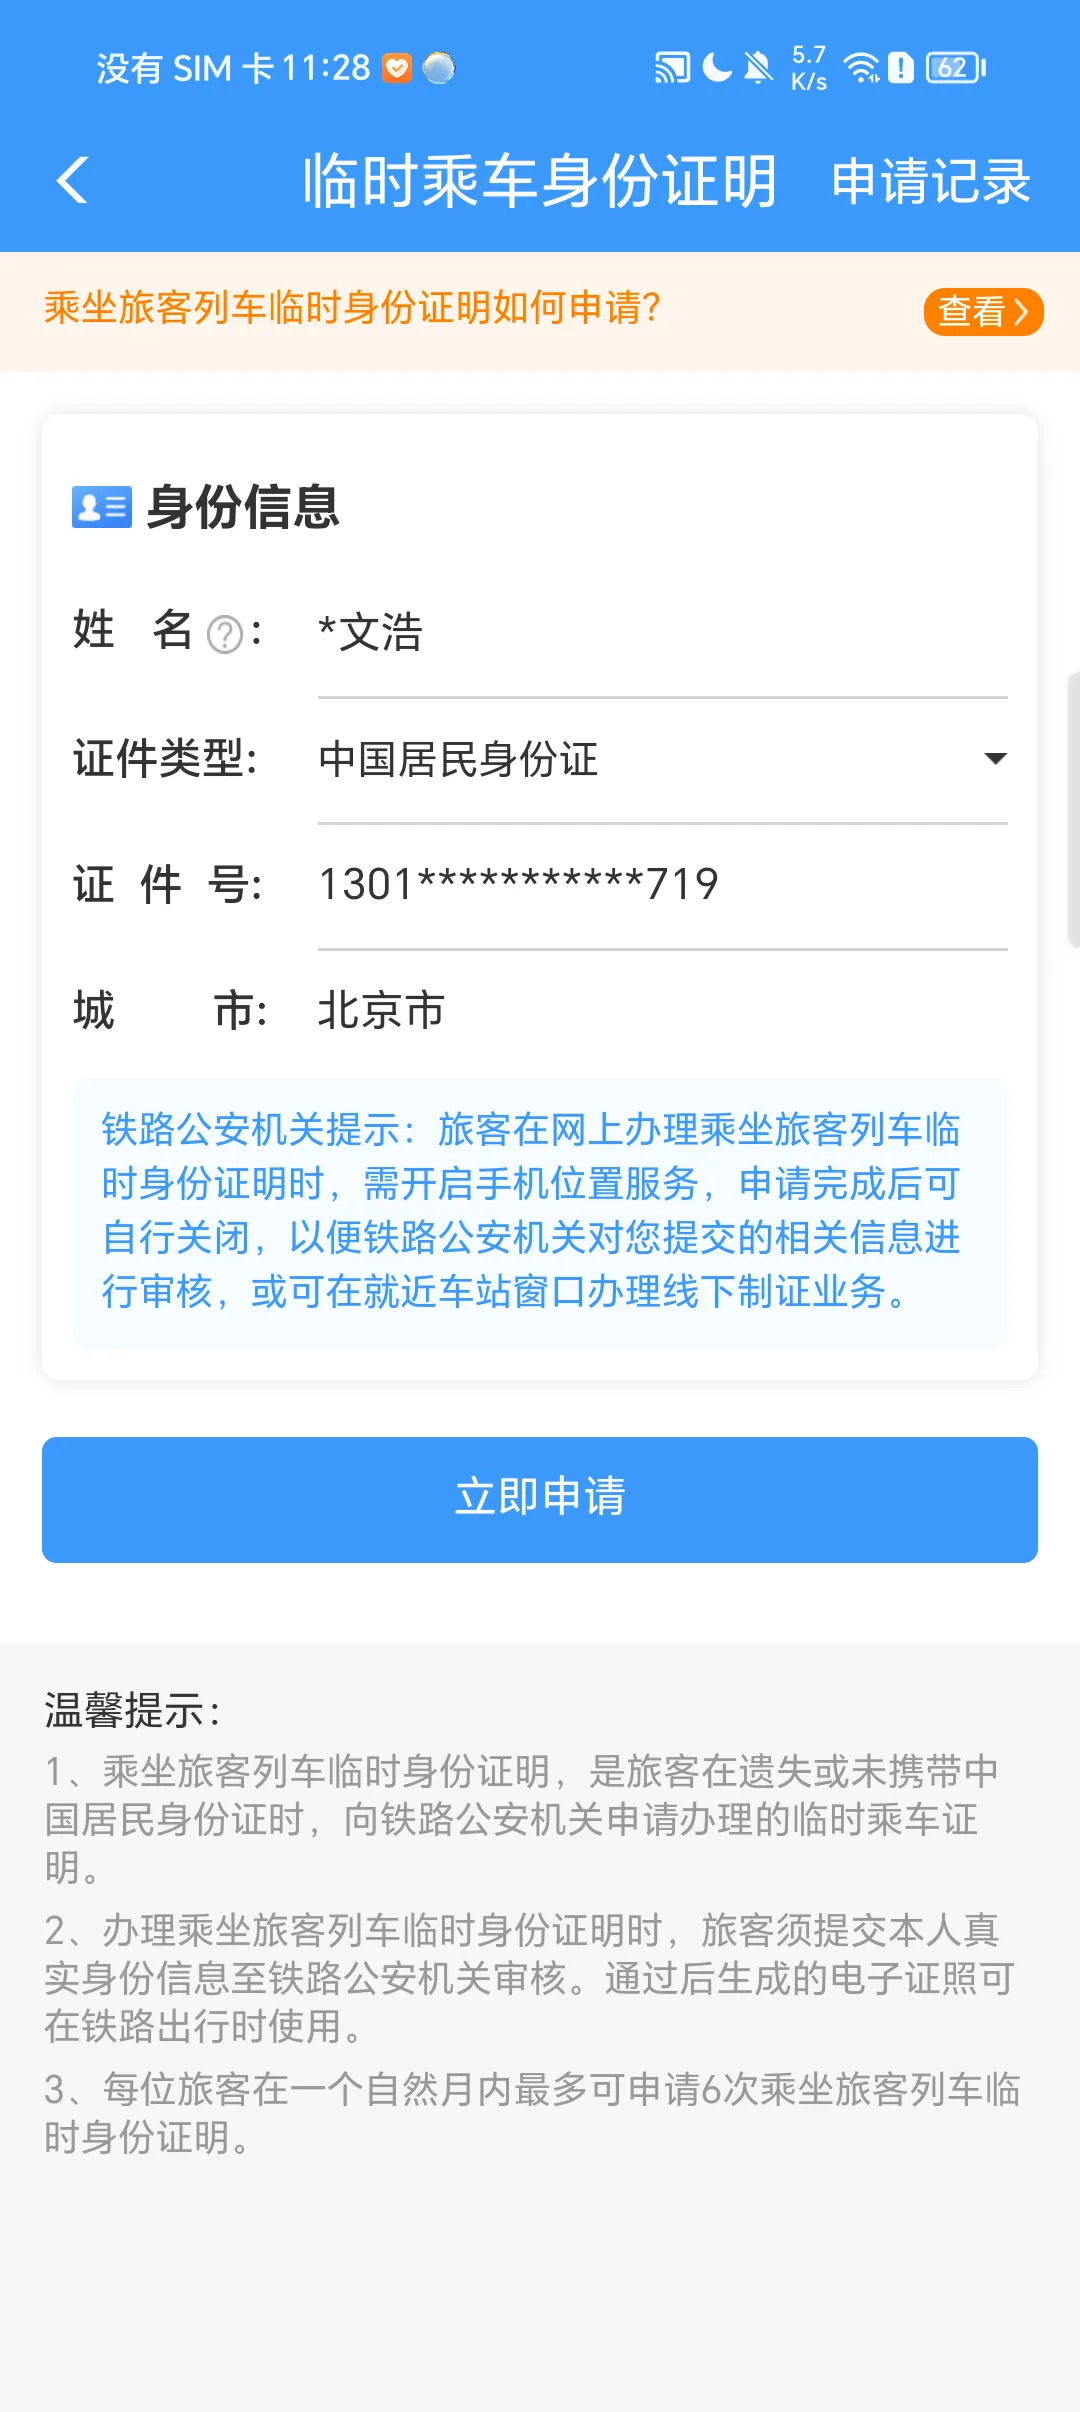 没有 SIM 卡 11:28 5.7 K/s 62
临时乘车身份证明 申请记录
乘坐旅客列车临时身份证明如何申请? 查看
身份信息
姓 名 ? : *文浩
证件类型: 中国居民身份证
证 件 号: 1301***********719
城 市: 北京市
铁路公安机关提示：旅客在网上办理乘坐旅客列车临
时身份证明时，需开启手机位置服务，申请完成后可
自行关闭，以便铁路公安机关对您提交的相关信息进
行审核，或可在就近车站窗口办理线下制证业务。
立即申请
温馨提示：
1、乘坐旅客列车临时身份证明，是旅客在遗失或未携带中
国居民身份证时，向铁路公安机关申请办理的临时乘车证
明。
2、办理乘坐旅客列车临时身份证明时，旅客须提交本人真
实身份信息至铁路公安机关审核。通过后生成的电子证照可
在铁路出行时使用。
3、每位旅客在一个自然月内最多可申请6次乘坐旅客列车临
时身份证明。